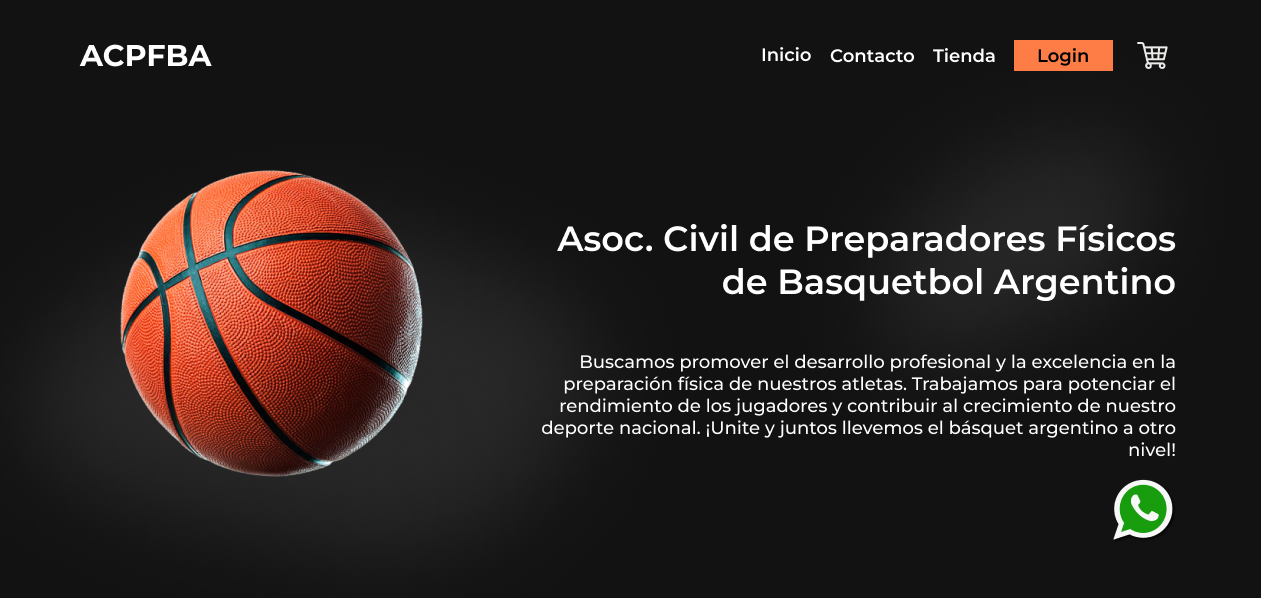 ACPFBA
Inicio Contacto Tienda Login
Asoc. Civil de Preparadores Físicos
de Basquetbol Argentino
Buscamos promover el desarrollo profesional y la excelencia en la
preparación física de nuestros atletas. Trabajamos para potenciar el
rendimiento de los jugadores y contribuir al crecimiento de nuestro
deporte nacional. ¡Unite y juntos llevemos el básquet argentino a otro
nivel!